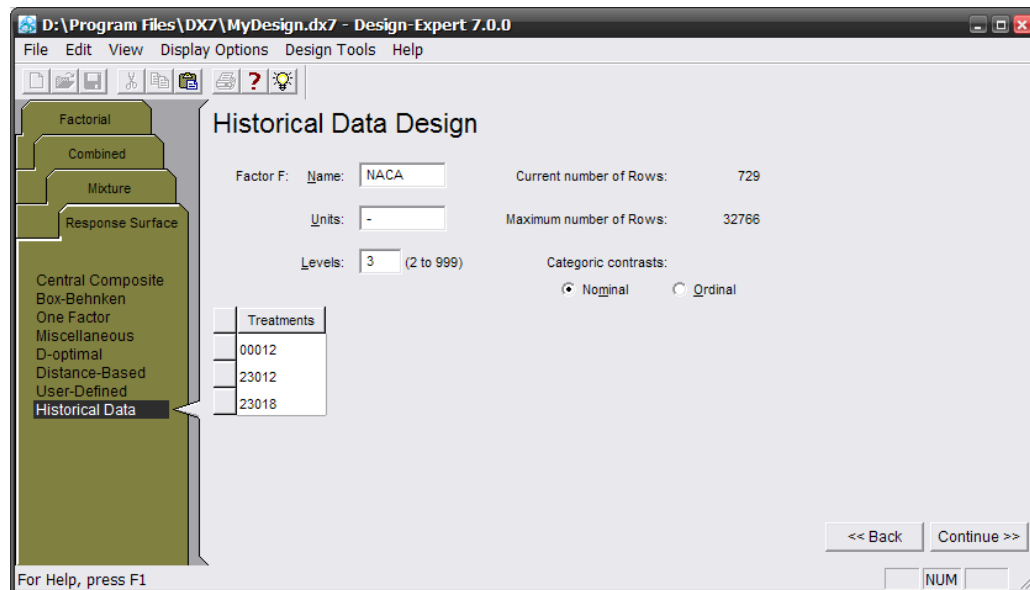 D:\Program Files\DX7\MyDesign.dx7 - Design-Expert 7.0.0
File Edit View Display Options Design Tools Help
Factorial
Combined
Mixture
Response Surface
Central Composite
Box-Behnken
One Factor
Miscellaneous
D-optimal
Distance-Based
User-Defined
Historical Data
Historical Data Design
Factor F: Name: NACA Current number of Rows: 729
Units: - Maximum number of Rows: 32766
Levels: 3 (2 to 999) Categoric contrasts:
Nominal Ordinal
Treatments
00012
23012
23018
<< Back Continue >>
For Help, press F1 NUM